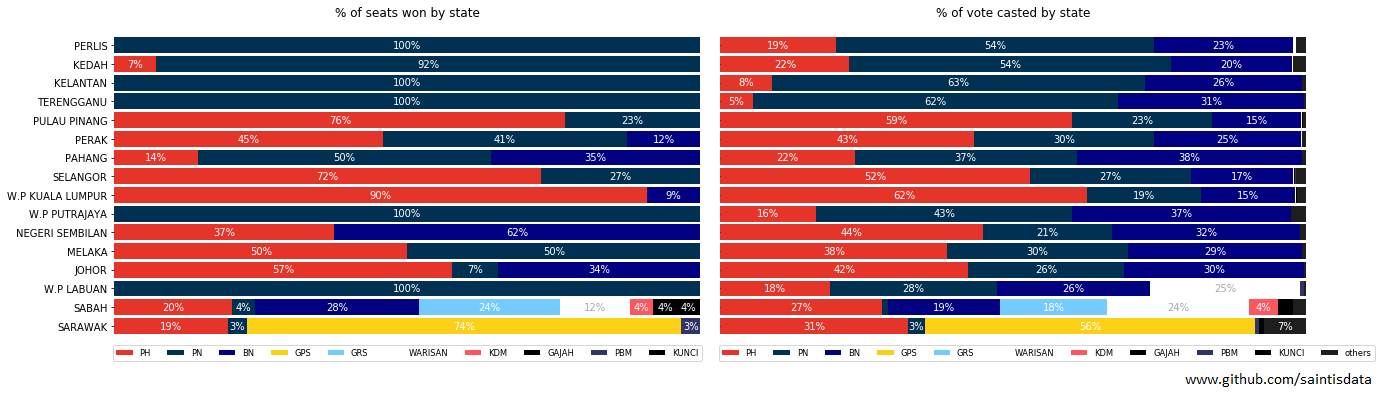 % of seats won by state
% of vote casted by state
PERLIS 100% 19% 54% 23%
KEDAH 7% 92% 22% 54% 20%
KELANTAN 100% 8% 63% 26%
TERENGGANU 100% 5% 62% 31%
PULAU PINANG 76% 23% 59% 23% 15%
PERAK 45% 41% 12% 43% 30% 25%
PAHANG 14% 50% 35% 22% 37% 38%
SELANGOR 72% 27% 52% 27% 17%
W.P KUALA LUMPUR 90% 9% 62% 19% 15%
W.P PUTRAJAYA 100% 16% 43% 37%
NEGERI SEMBILAN 37% 62% 44% 21% 32%
MELAKA 50% 50% 38% 30% 29%
JOHOR 57% 7% 34% 42% 26% 30%
W.P LABUAN 100% 18% 28% 26% 25%
SABAH 20% 4% 28% 24% 12% 4% 4% 4% 27% 19% 18% 24% 4%
SARAWAK 19% 3% 74% 3% 31% 3% 56% 7%
PH PN BN GPS GRS WARISAN KDM GAJAH PBM KUNCI
PH PN BN GPS GRS WARISAN KDM GAJAH PBM KUNCI others
www.github.com/saintisdata